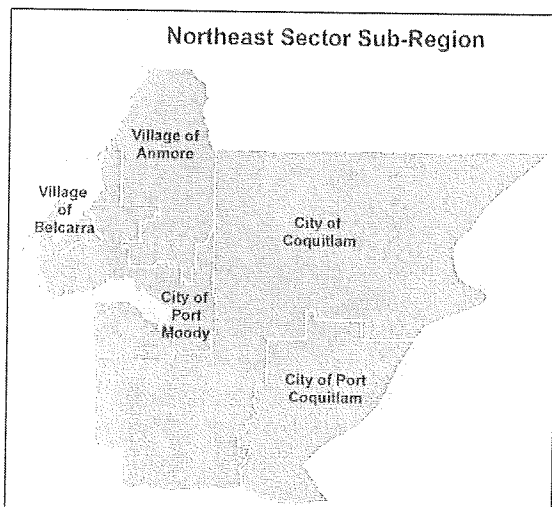 Northeast Sector Sub-Region
Village of
Anmore
Village
of
Belcarra
City of
Coquitlam
City of
Port
Moody
City of Port
Coquitlam